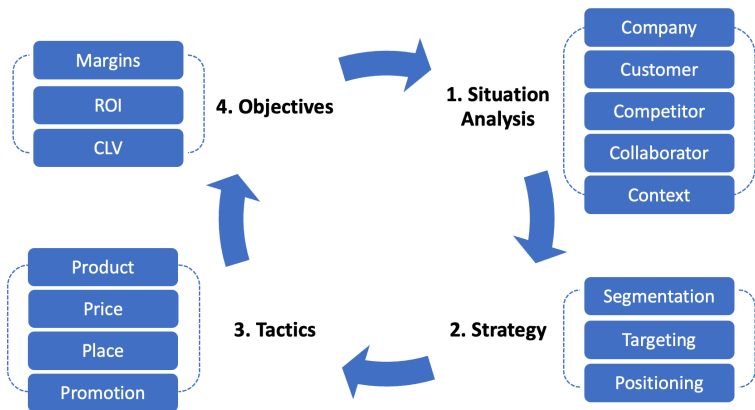 1. Situation
Analysis
Company
Customer
Competitor
Collaborator
Context
2. Strategy
Segmentation
Targeting
Positioning
3. Tactics
Product
Price
Place
Promotion
4. Objectives
Margins
ROI
CLV